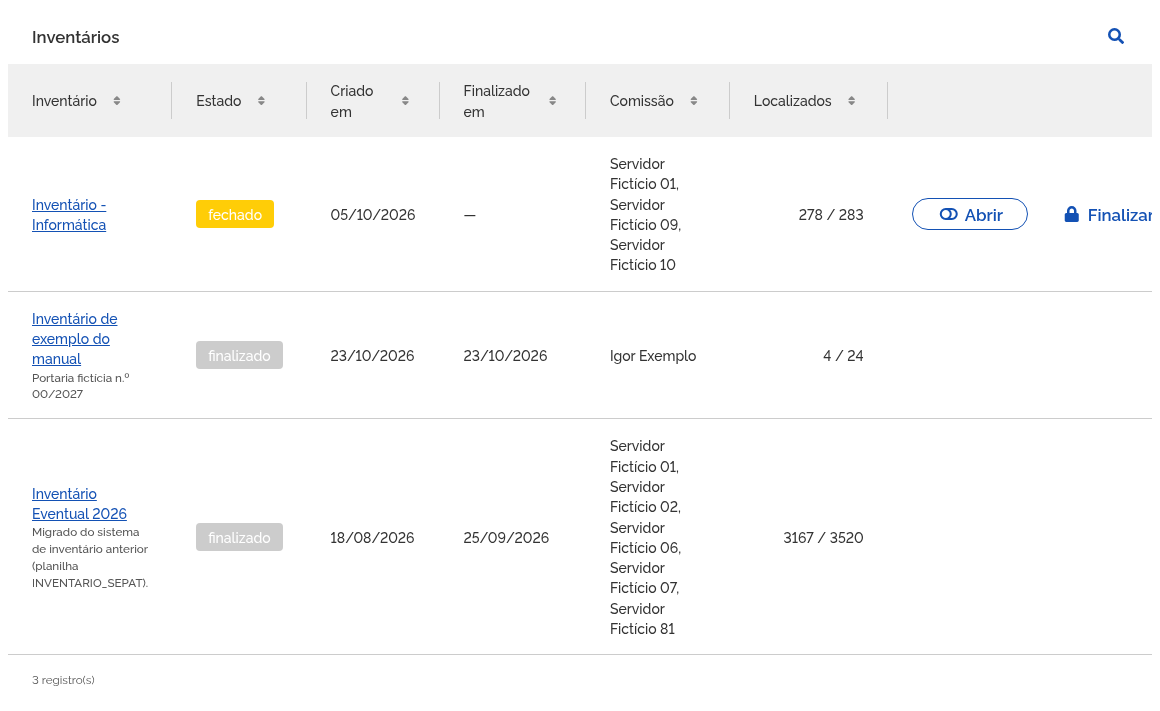 Inventários
Inventário
Estado
Criado
em
Finalizado
em
Comissão
Localizados
Inventário -
Informática
fechado
05/10/2026
—
Servidor
Fictício 01,
Servidor
Fictício 09,
Servidor
Fictício 10
278 / 283
Abrir
Finalizar
Inventário de
exemplo do
manual
Portaria fictícia n.º
00/2027
finalizado
23/10/2026
23/10/2026
Igor Exemplo
4 / 24
Inventário
Eventual 2026
Migrado do sistema
de inventário anterior
(planilha
INVENTARIO_SEPAT).
finalizado
18/08/2026
25/09/2026
Servidor
Fictício 01,
Servidor
Fictício 02,
Servidor
Fictício 06,
Servidor
Fictício 07,
Servidor
Fictício 81
3167 / 3520
3 registro(s)